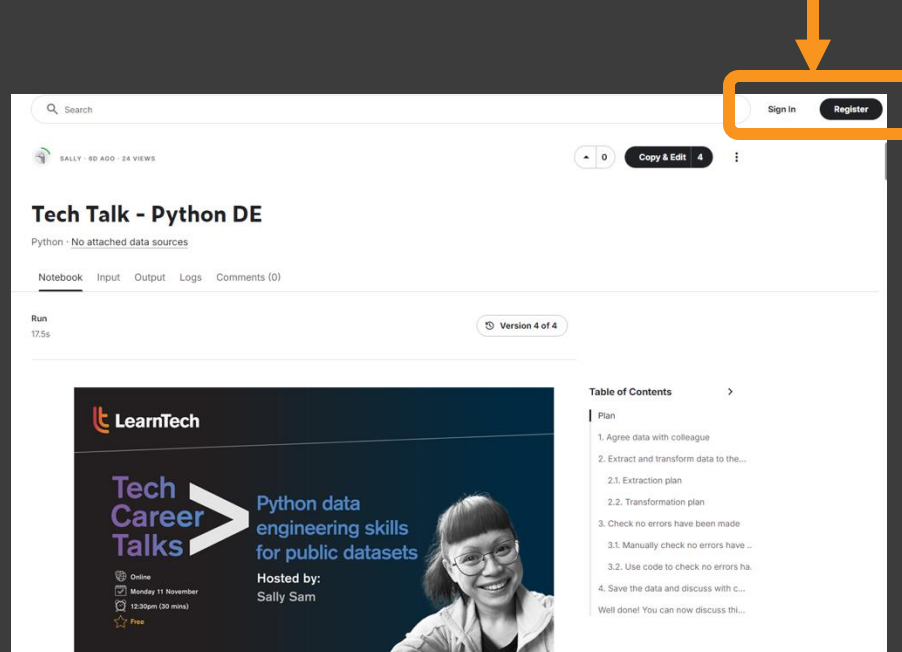 Search
Sign In
Register
SALLY · 6D AGO · 24 VIEWS
0
Copy & Edit 4
Tech Talk - Python DE
Python · No attached data sources
Notebook Input Output Logs Comments (0)
Run
17.5s
Version 4 of 4
LearnTech
Tech
Career
Talks
Python data
engineering skills
for public datasets
Hosted by:
Sally Sam
Online
Monday 11 November
12:30pm (30 mins)
Free
Table of Contents
Plan
1. Agree data with colleague
2. Extract and transform data to the...
2.1. Extraction plan
2.2. Transformation plan
3. Check no errors have been made
3.1. Manually check no errors have ..
3.2. Use code to check no errors ha.
4. Save the data and discuss with c...
Well done! You can now discuss thi...